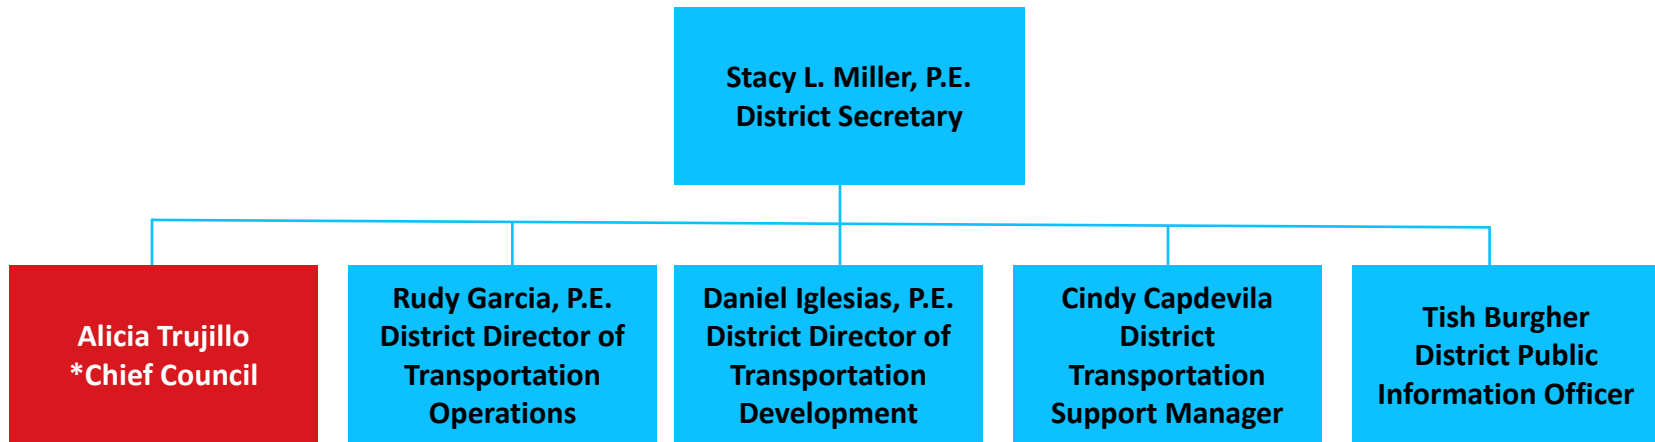 Stacy L. Miller, P.E.
District Secretary
Alicia Trujillo
*Chief Council
Rudy Garcia, P.E.
District Director of
Transportation
Operations
Daniel Iglesias, P.E.
District Director of
Transportation
Development
Cindy Capdevila
District
Transportation
Support Manager
Tish Burgher
District Public
Information Officer